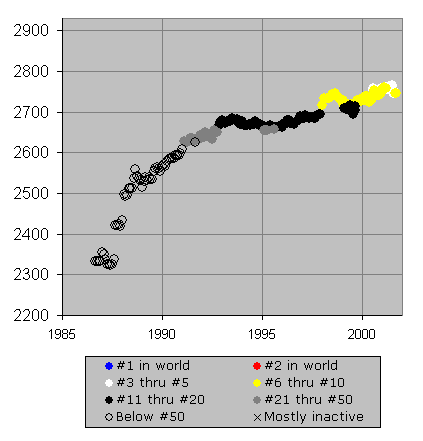 2900
2800
2700
2600
2500
2400
2300
2200
1985 1990 1995 2000
#1 in world #2 in world
#3 thru #5 #6 thru #10
#11 thru #20 #21 thru #50
Below #50 Mostly inactive